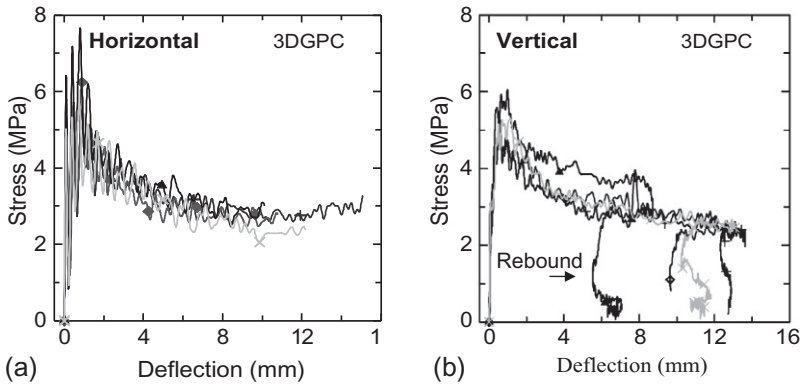 Horizontal 3DGPC
Stress (MPa)
8
6
4
2
0
0 4 8 12 1
(a) Deflection (mm)
Vertical 3DGPC
Stress (MPa)
8
6
4
2
0
Rebound
0 4 8 12 16
(b) Deflection (mm)